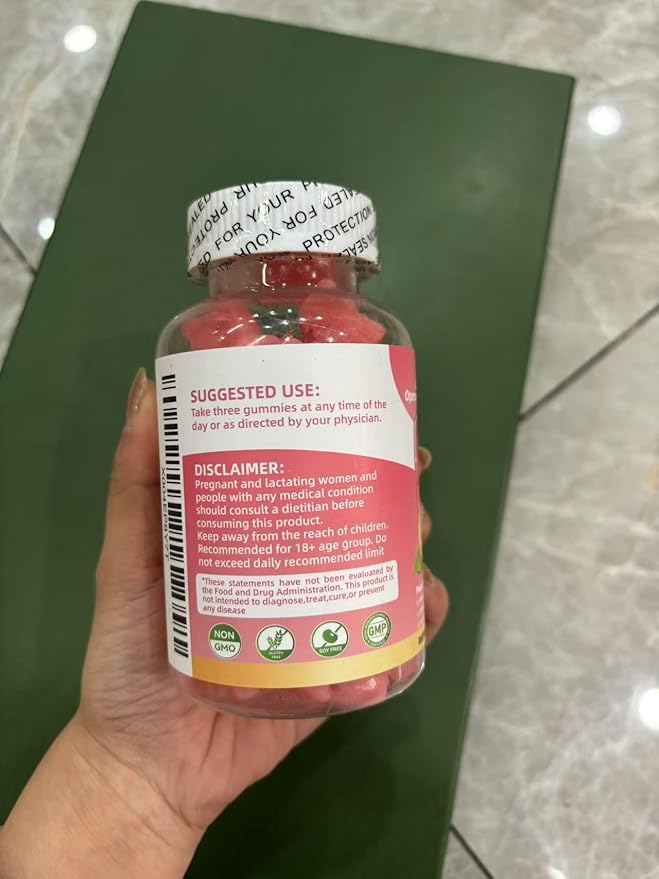 SEALED FOR YOUR
PROTECTION
SUGGESTED USE:
Take three gummies at any time of the
day or as directed by your physician.
DISCLAIMER:
Pregnant and lactating women and
people with any medical condition
should consult a dietitian before
consuming this product.
Keep away from the reach of children.
Recommended for 18+ age group. Do
not exceed daily recommended limit
*These statements have not been evaluated by
the Food and Drug Administration. This product is
not intended to diagnose,treat,cure,or prevent
any disease
NON
GMO
GLUTEN
FREE
SOY FREE
GMP